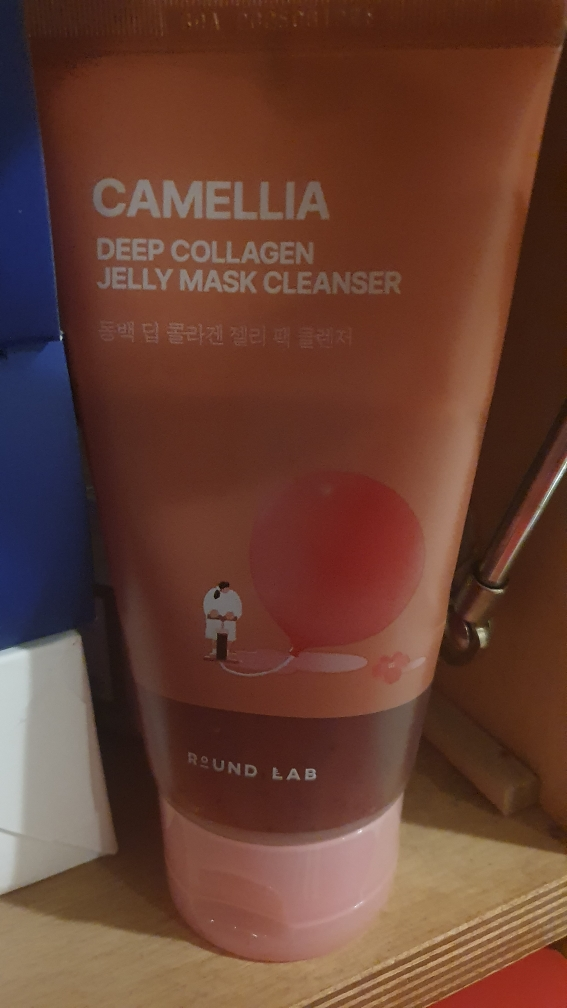 CAMELLIA
DEEP COLLAGEN
JELLY MASK CLEANSER
동백 딥 콜라겐 젤리 팩 클렌저
ROUND LAB